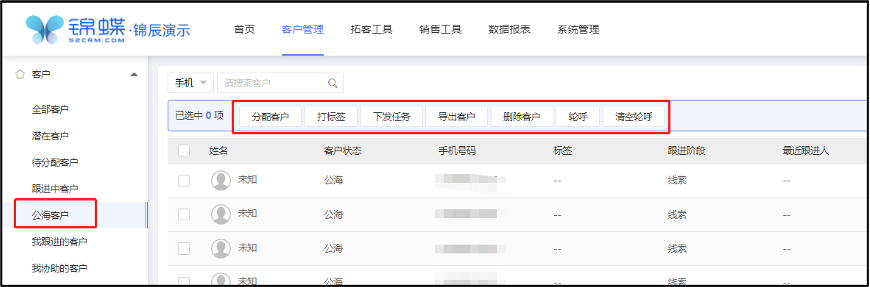 锦蝶·锦辰演示
52CRM.COM
首页 客户管理 拓客工具 销售工具 数据报表 系统管理
客户
全部客户
潜在客户
待分配客户
跟进中客户
公海客户
我跟进的客户
我协助的客户
手机 请搜索客户
已选中 0 项 分配客户 打标签 下发任务 导出客户 删除客户 轮呼 清空轮呼
姓名 客户状态 手机号码 标签 跟进阶段 最近跟进人
未知 公海 -- 线索 --
未知 公海 -- 线索 --
未知 公海 -- 线索 --
未知 公海 -- 线索 --